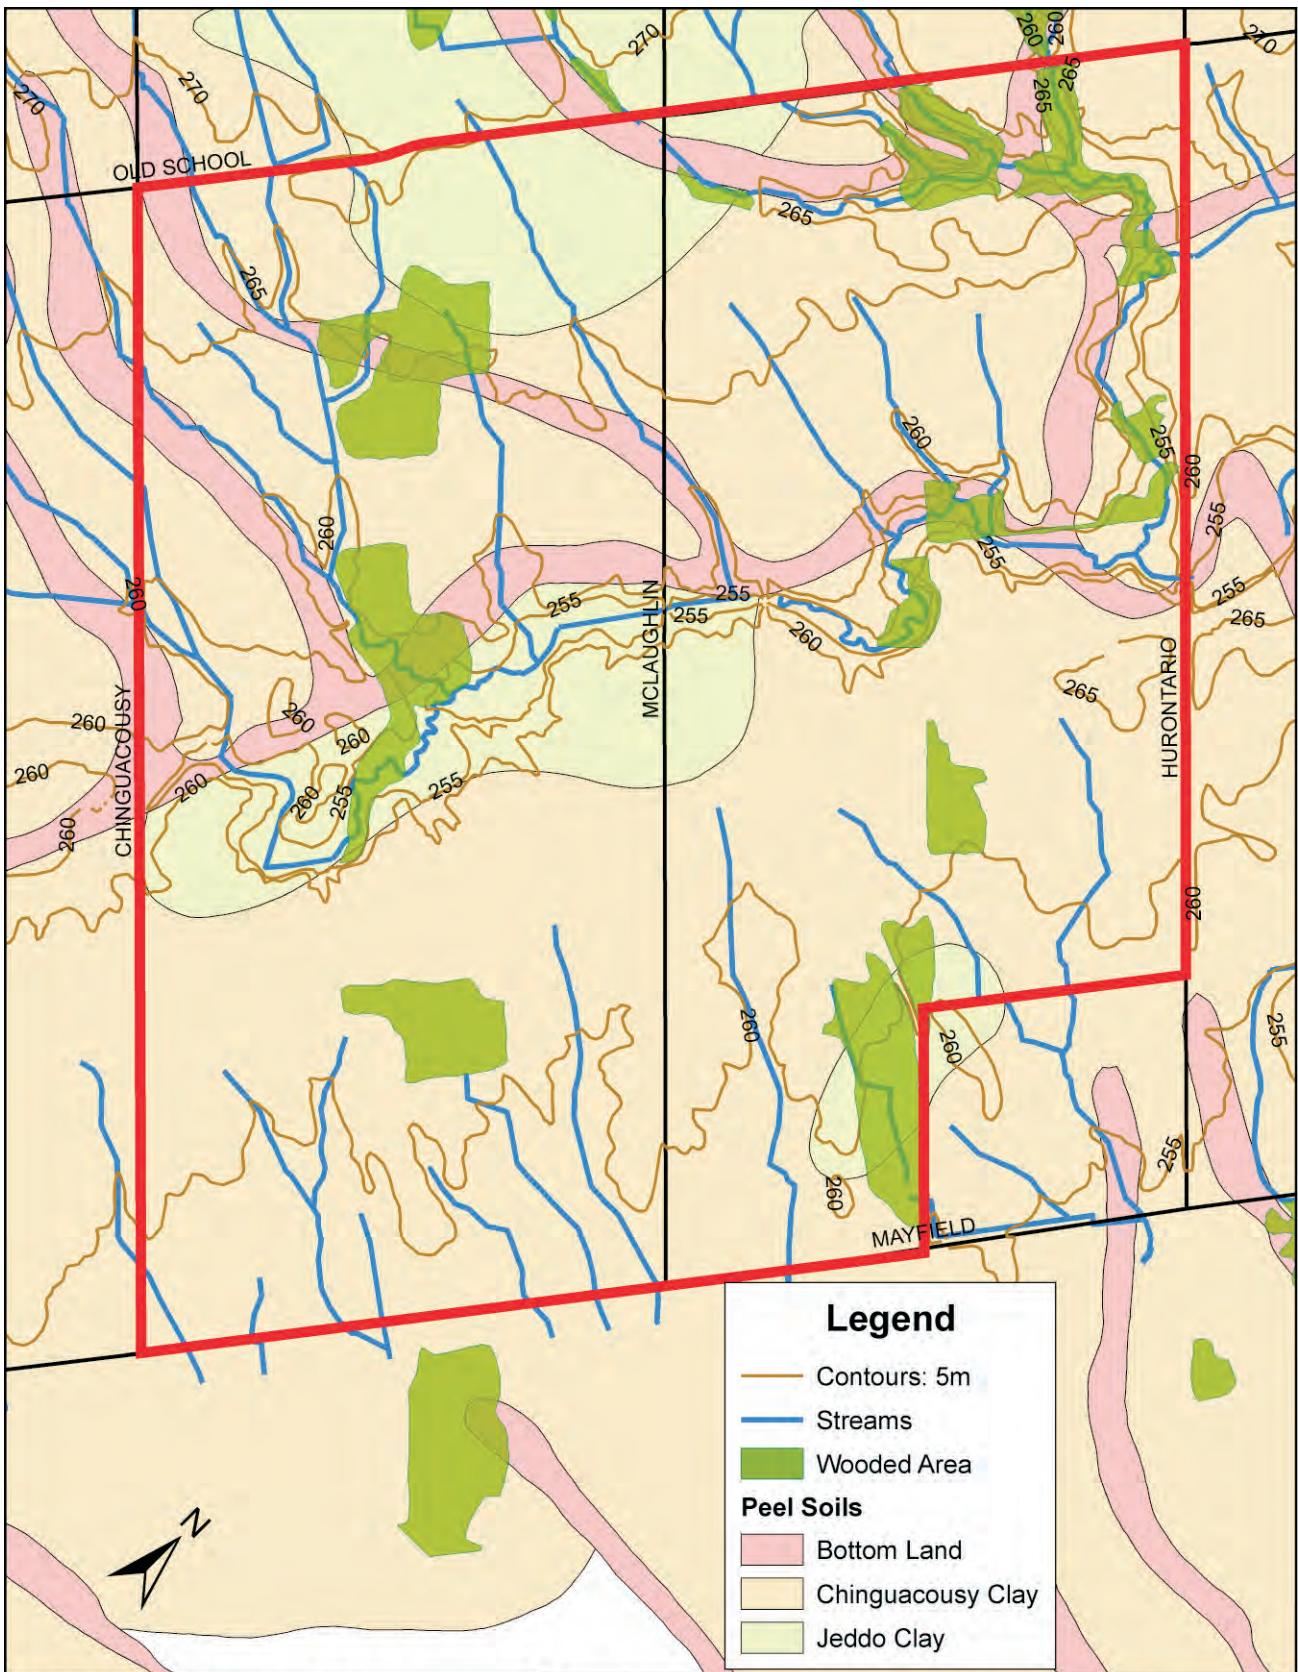 270
260
260
270
270
270
265
265
OLD SCHOOL
265
265
260
255
260
255
260
255
260
255
255
255
255
260
265
MCLAUGHLIN
HURONTARIO
CHINGUACOUSY
265
260
260
260
260
260
260
255
255
260
260
260
260
255
255
260
MAYFIELD
Legend
Contours: 5m
Streams
Wooded Area
Peel Soils
Bottom Land
Chinguacousy Clay
Jeddo Clay
N